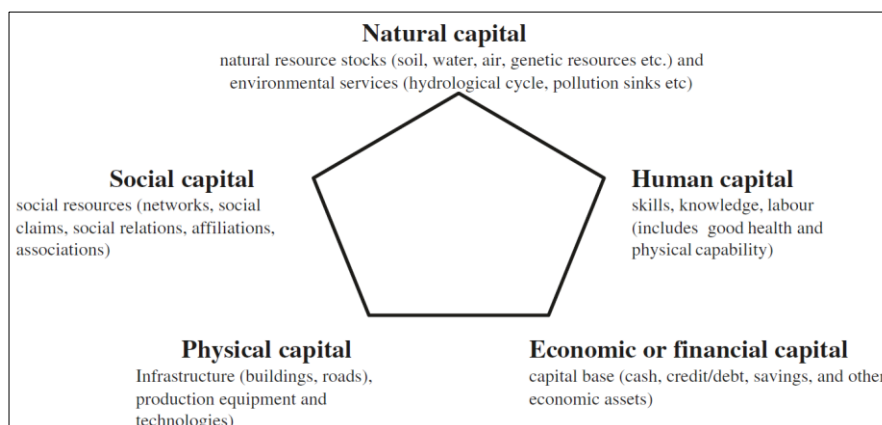 Natural capital
natural resource stocks (soil, water, air, genetic resources etc.) and
environmental services (hydrological cycle, pollution sinks etc)
Social capital
social resources (networks, social
claims, social relations, affiliations,
associations)
Human capital
skills, knowledge, labour
(includes good health and
physical capability)
Physical capital
Infrastructure (buildings, roads),
production equipment and
technologies)
Economic or financial capital
capital base (cash, credit/debt, savings, and other
economic assets)